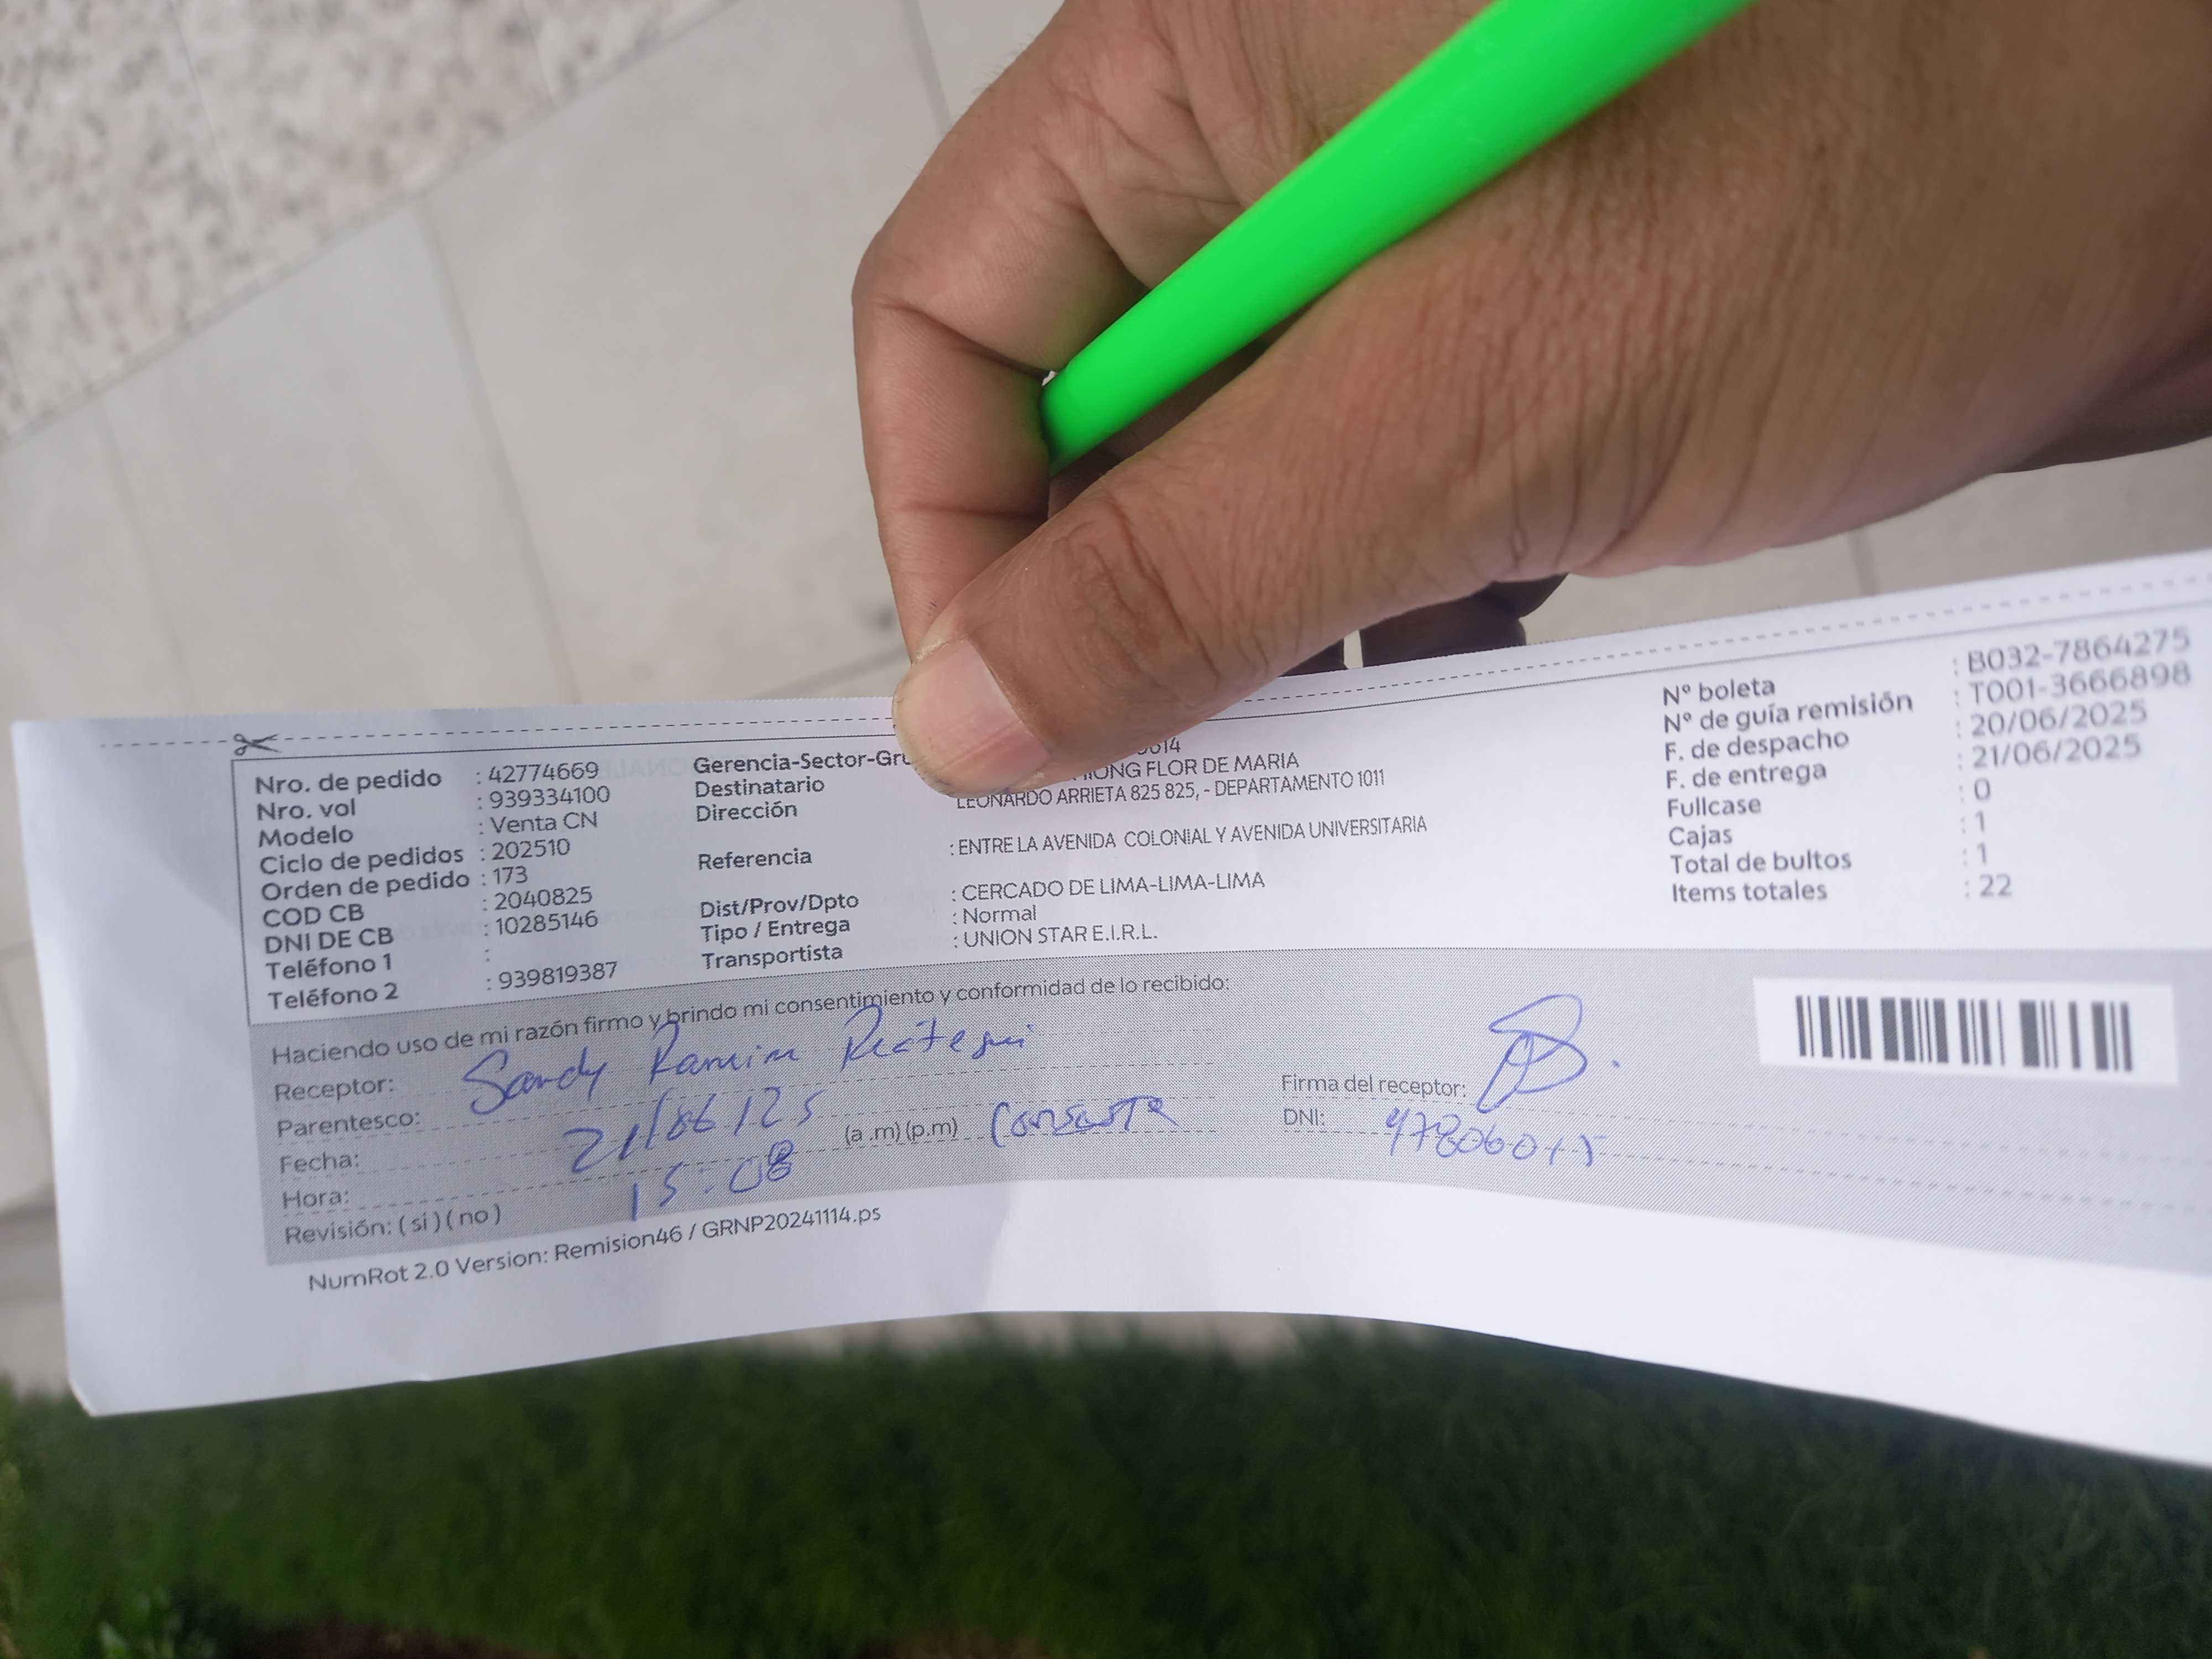 Nro. de pedido : 42774669
Nro. vol : 939334100
Modelo : Venta CN
Ciclo de pedidos : 202510
Orden de pedido : 173
COD CB : 2040825
DNI DE CB : 10285146
Teléfono 1 :
Teléfono 2 : 939819387
Gerencia-Sector-Gru
Destinatario FLOR DE MARIA
Dirección LEONARDO ARRIETA 825 825, - DEPARTAMENTO 1011
Referencia : ENTRE LA AVENIDA COLONIAL Y AVENIDA UNIVERSITARIA
Dist/Prov/Dpto : CERCADO DE LIMA-LIMA-LIMA
Tipo / Entrega : Normal
Transportista : UNION STAR E.I.R.L.
Nº boleta : B032-7864275
Nº de guía remisión : T001-3666898
F. de despacho : 20/06/2025
F. de entrega : 21/06/2025
Fullcase : 0
Cajas : 1
Total de bultos : 1
Items totales : 22
Haciendo uso de mi razón firmo y brindo mi consentimiento y conformidad de lo recibido:
Receptor: Sandy
Parentesco:
Fecha: 21/06/25
Hora: 15:08 (a .m) (p.m)
Revisión: ( si ) ( no )
Firma del receptor:
DNI:
NumRot 2.0 Version: Remision46 / GRNP20241114.ps